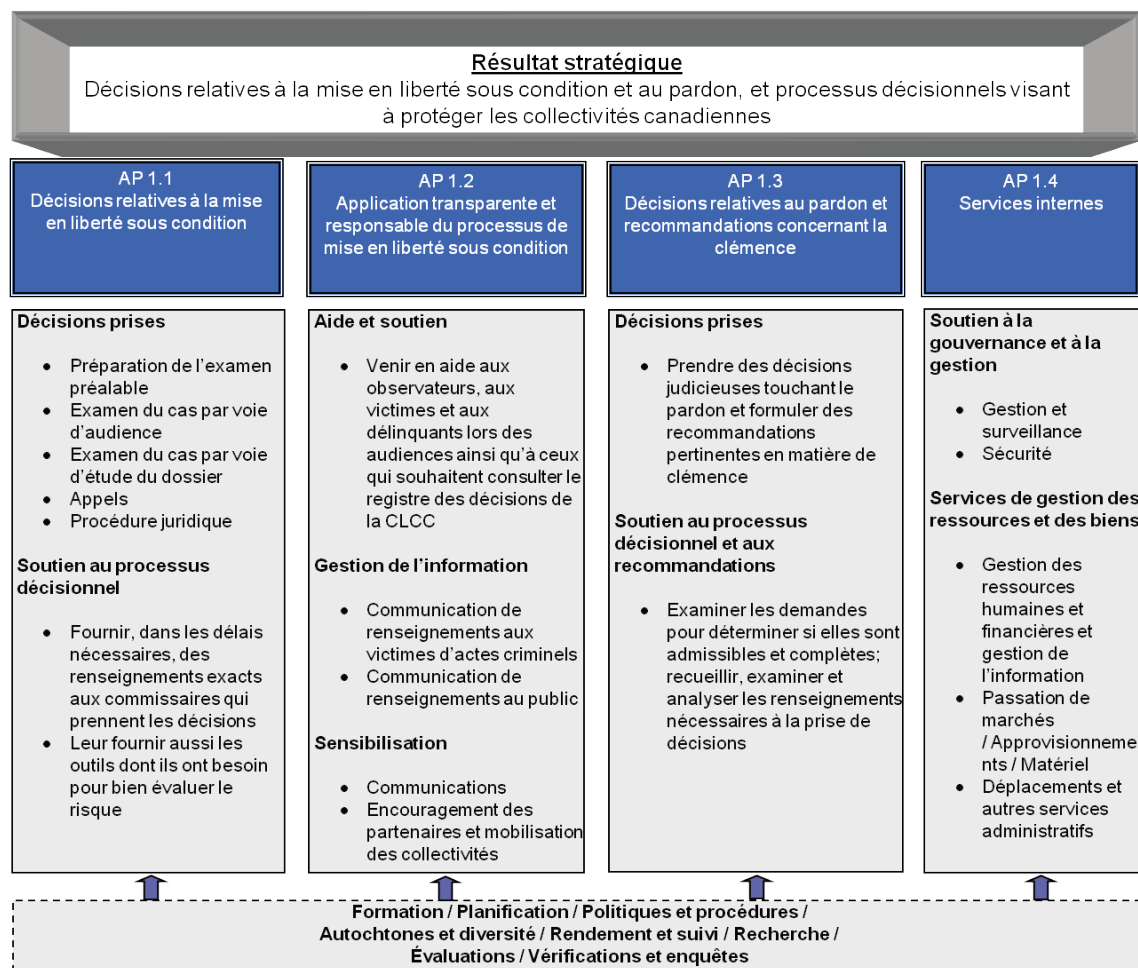 Résultat stratégique
Décisions relatives à la mise en liberté sous condition et au pardon, et processus décisionnels visant
à protéger les collectivités canadiennes
AP 1.1
Décisions relatives à la mise
en liberté sous condition
AP 1.2
Application transparente et
responsable du processus de
mise en liberté sous condition
AP 1.3
Décisions relatives au pardon et
recommandations concernant la
clémence
AP 1.4
Services internes
Décisions prises
• Préparation de l'examen
préalable
• Examen du cas par voie
d'audience
• Examen du cas par voie
d'étude du dossier
• Appels
• Procédure juridique
Soutien au processus
décisionnel
• Fournir, dans les délais
nécessaires, des
renseignements exacts
aux commissaires qui
prennent les décisions
• Leur fournir aussi les
outils dont ils ont besoin
pour bien évaluer le
risque
Aide et soutien
• Venir en aide aux
observateurs, aux
victimes et aux
délinquants lors des
audiences ainsi qu'à ceux
qui souhaitent consulter le
registre des décisions de
la CLCC
Gestion de l'information
• Communication de
renseignements aux
victimes d'actes criminels
• Communication de
renseignements au public
Sensibilisation
• Communications
• Encouragement des
partenaires et mobilisation
des collectivités
Décisions prises
• Prendre des décisions
judicieuses touchant le
pardon et formuler des
recommandations
pertinentes en matière de
clémence
Soutien au processus
décisionnel et aux
recommandations
• Examiner les demandes
pour déterminer si elles sont
admissibles et complètes;
recueillir, examiner et
analyser les renseignements
nécessaires à la prise de
décisions
Soutien à la
gouvernance et à la
gestion
• Gestion et
surveillance
• Sécurité
Services de gestion des
ressources et des biens
• Gestion des
ressources
humaines et
financières et
gestion de
l'information
• Passation de
marchés
/ Approvisionneme
nts / Matériel
• Déplacements et
autres services
administratifs
Formation / Planification / Politiques et procédures /
Autochtones et diversité / Rendement et suivi / Recherche /
Évaluations / Vérifications et enquêtes